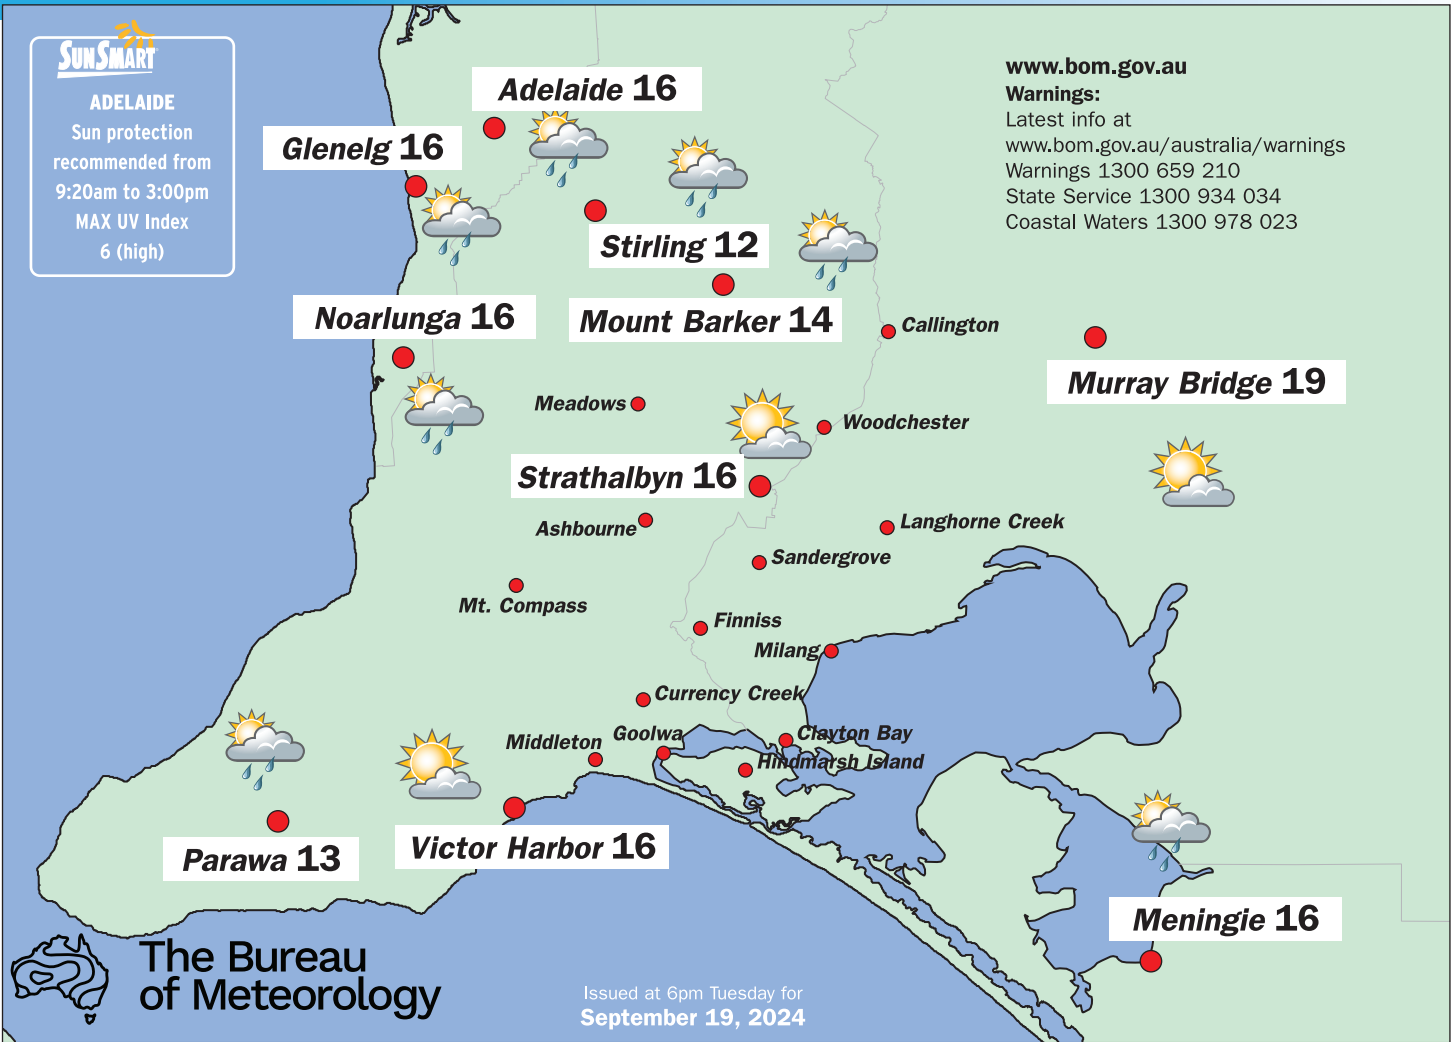 SUNSMART
ADELAIDE
Sun protection
recommended from
9:20am to 3:00pm
MAX UV Index
6 (high)
www.bom.gov.au
Warnings:
Latest info at
www.bom.gov.au/australia/warnings
Warnings 1300 659 210
State Service 1300 934 034
Coastal Waters 1300 978 023
Adelaide 16
Glenelg 16
Stirling 12
Noarlunga 16
Mount Barker 14
Callington
Murray Bridge 19
Meadows
Woodchester
Strathalbyn 16
Ashbourne
Langhorne Creek
Sandergrove
Mt. Compass
Finniss
Milang
Currency Creek
Middleton
Goolwa
Clayton Bay
Hindmarsh Island
Parawa 13
Victor Harbor 16
Meningie 16
The Bureau
of Meteorology
Issued at 6pm Tuesday for
September 19, 2024